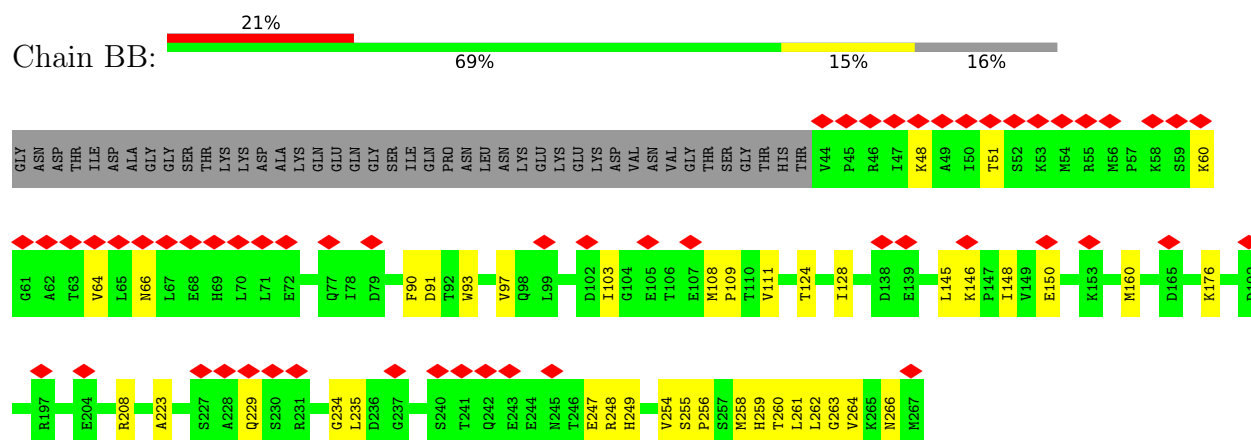 Chain BB:
21%
69%
15%
16%
GLY ASN ASP THR ILE ASP ALA GLY GLY SER THR LYS LYS ASP ALA LYS GLN GLU GLN GLY SER ILE GLN PRO ASN LEU ASN LYS GLU LYS GLU LYS ASP VAL ASN VAL GLY THR SER GLY THR HIS THR V44 P45 R46 I47 K48 A49 I50 T51 S52 K53 M54 R55 M56 P57 K58 S59 K60
G61 A62 T63 V64 L65 N66 L67 E68 H69 L70 L71 E72 Q77 I78 D79 F90 D91 T92 W93 V97 Q98 L99 D102 I103 G104 E105 T106 E107 M108 P109 T110 V111 T124 I128 D138 E139 L145 K146 P147 I148 V149 E150 K153 M160 D165 K176
R197 E204 R208 A223 S227 A228 Q229 S230 R231 G234 L235 D236 G237 S240 T241 Q242 E243 E244 N245 T246 E247 R248 H249 V254 S255 P256 S257 M258 H259 T260 L261 L262 G263 V264 K265 N266 M267